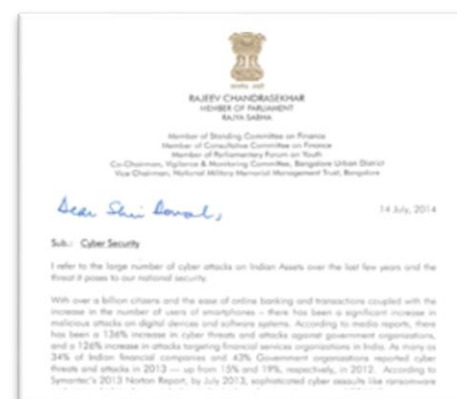 RAJEEV CHANDRASEKHAR
MEMBER OF PARLIAMENT
RAJYA SABHA
Member of Standing Committee on Finance
Member of Consultative Committee on Finance
Member of Parliamentary Forum on Youth
Co-Chairman, Vigilance & Monitoring Committee, Bangalore Urban District
Vice Chairman, National Military Memorial Management Trust, Bangalore
Dear Shri Doval,
14 July, 2014
Sub.: Cyber Security
I refer to the large number of cyber attacks on Indian Assets over the last few years and the
threat it poses to our national security.
With over a billion citizens and the ease of online banking and transactions coupled with the
increase in the number of users of smartphones – there has been a significant increase in
malicious attacks on digital devices and software systems. According to media reports, there
has been a 136% increase in cyber threats and attacks against government organizations,
and a 126% increase in attacks targeting financial services organizations in India. As many as
34% of Indian financial companies and 43% Government organisations reported cyber
threats and attacks in 2013 — up from 15% and 19%, respectively, in 2012. According to
Symantec's 2013 Norton Report, by July 2013, sophisticated cyber assaults like ransomware